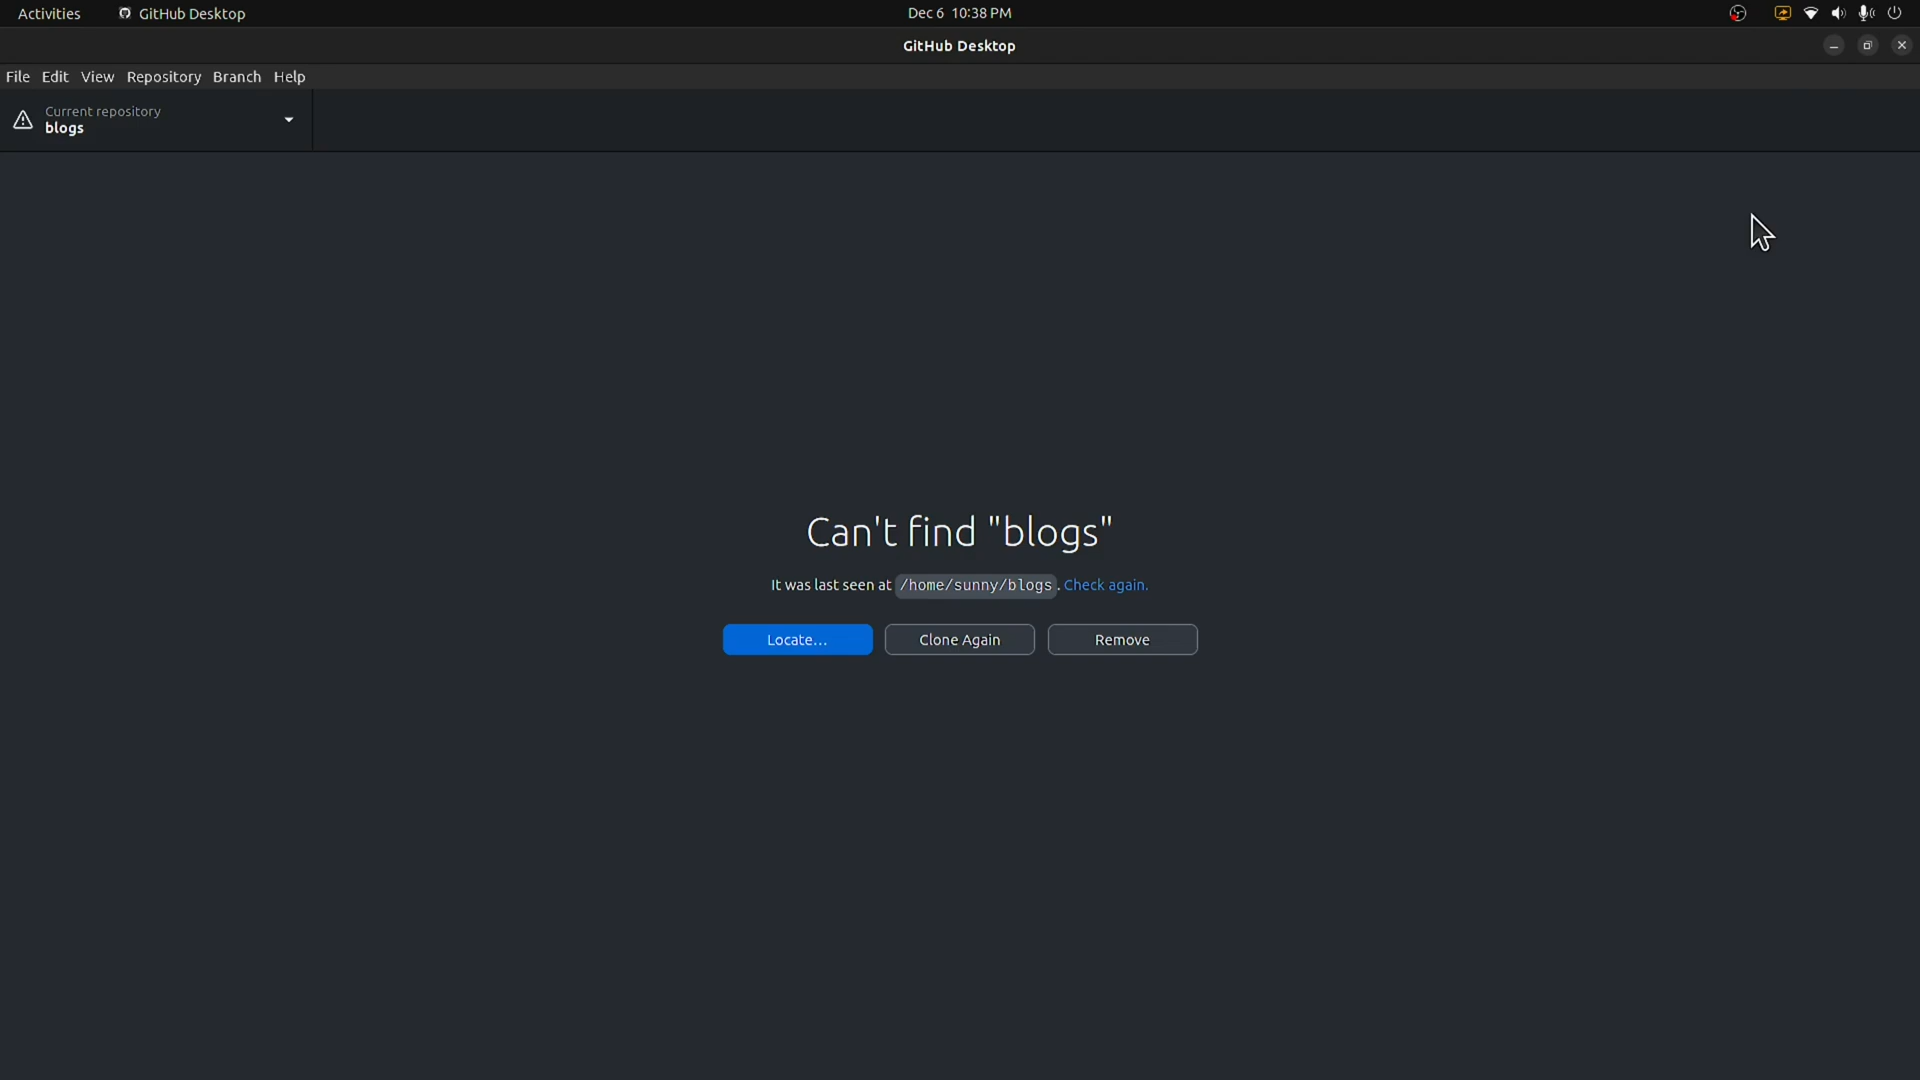 Activities GitHub Desktop Dec 6 10:38 PM
GitHub Desktop
File Edit View Repository Branch Help
Current repository
blogs
Can't find "blogs"
It was last seen at /home/sunny/blogs. Check again.
Locate… Clone Again Remove